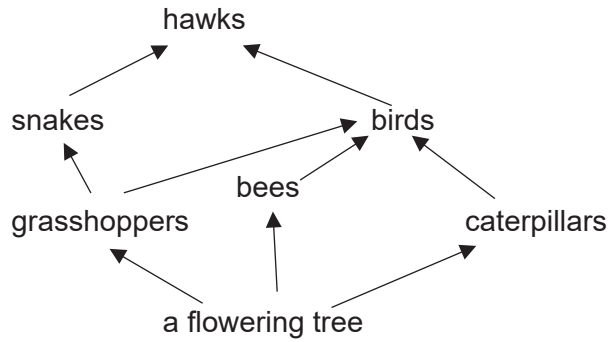 hawks
snakes
birds
bees
grasshoppers
caterpillars
a flowering tree